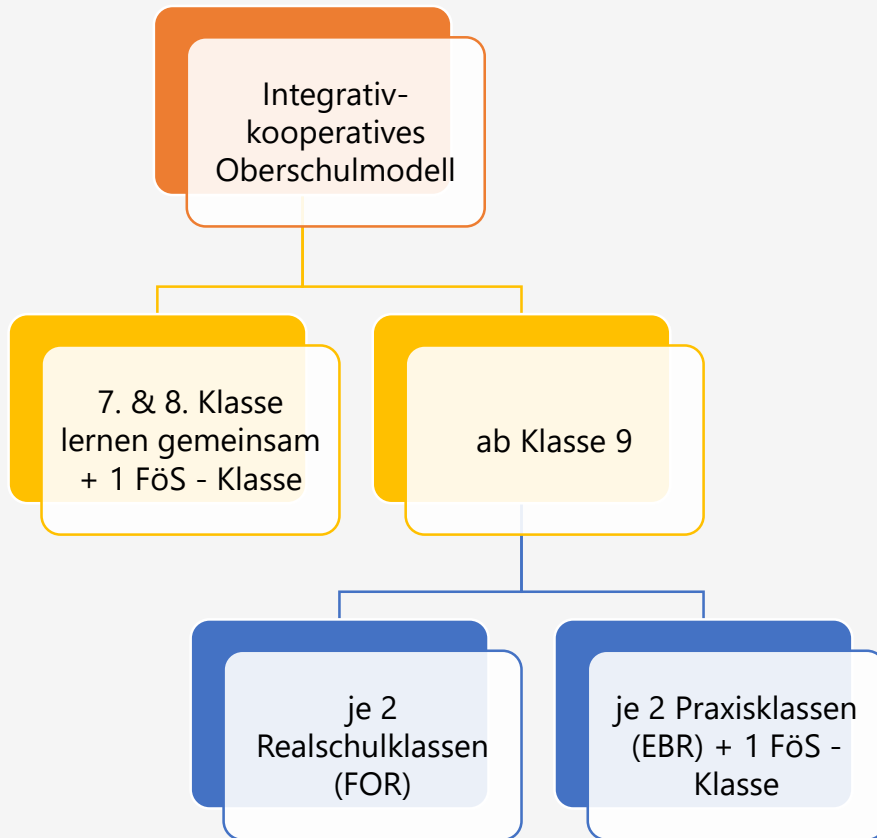 Integrativ-
kooperatives
Oberschulmodell
7. & 8. Klasse
lernen gemeinsam
+ 1 FöS - Klasse
ab Klasse 9
je 2
Realschulklassen
(FOR)
je 2 Praxisklassen
(EBR) + 1 FöS -
Klasse